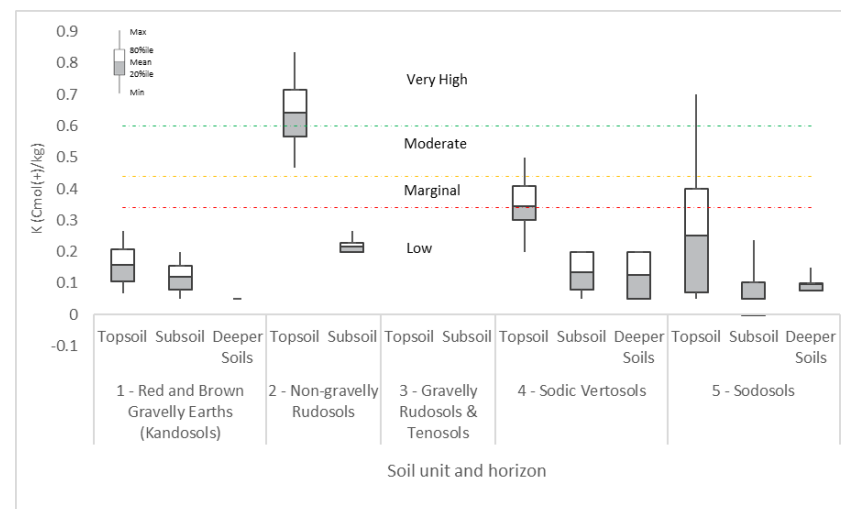 0.9
0.8
0.7
0.6
0.5
0.4
0.3
0.2
0.1
0
-0.1
K (Cmol(+)/kg)
Max
80%ile
Mean
20%ile
Min
Very High
Moderate
Marginal
Low
Topsoil Subsoil Deeper
Soils
Topsoil Subsoil
Topsoil Subsoil
Topsoil Subsoil Deeper
Soils
Topsoil Subsoil Deeper
Soils
1 - Red and Brown
Gravelly Earths
(Kandosols)
2 - Non-gravelly
Rudosols
3 - Gravelly
Rudosols &
Tenosols
4 - Sodic Vertosols
5 - Sodosols
Soil unit and horizon